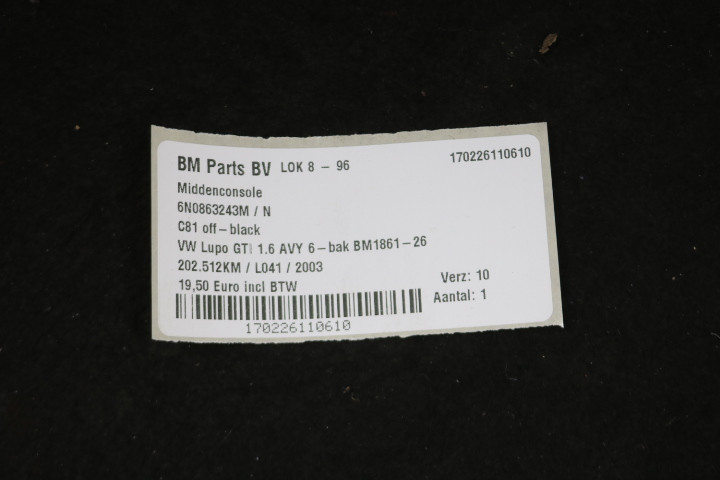 BM Parts BV LOK 8 - 96 170226110610
Middenconsole
6N0863243M / N
C81 off-black
VW Lupo GTI 1.6 AVY 6-bak BM1861-26
202.512KM / L041 / 2003
19,50 Euro incl BTW
Verz: 10
Aantal: 1
170226110610